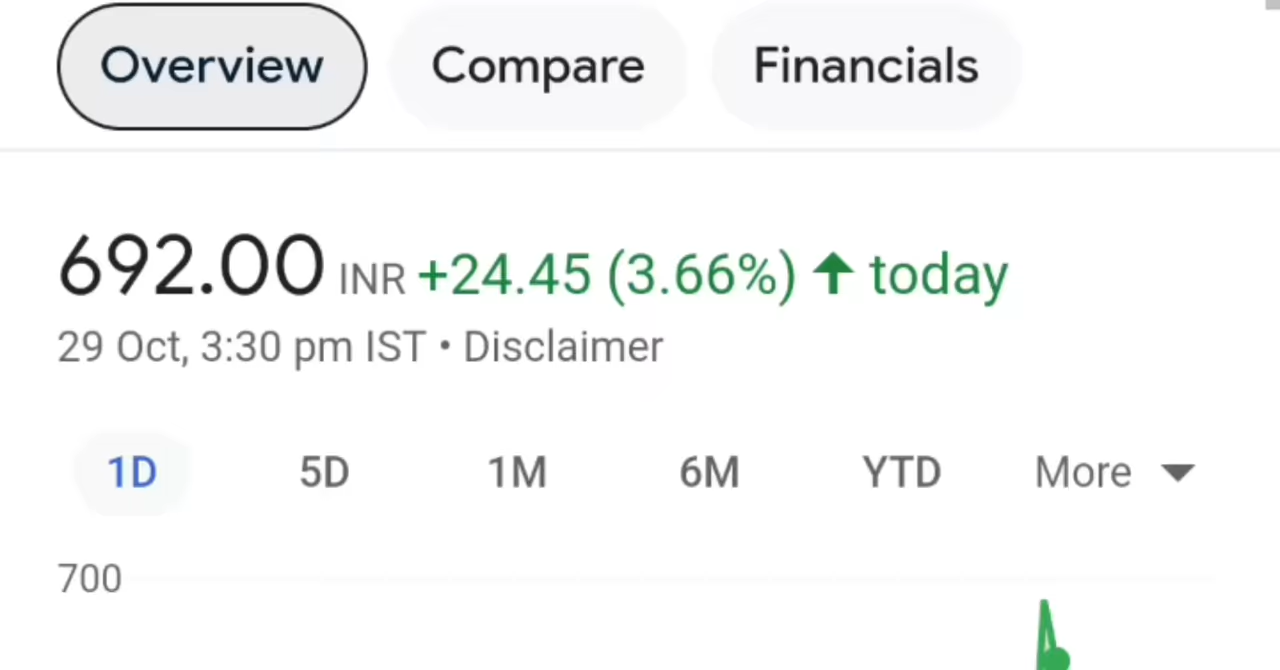 Overview Compare Financials
692.00 INR +24.45 (3.66%) ↑ today
29 Oct, 3:30 pm IST • Disclaimer
1D 5D 1M 6M YTD More
700